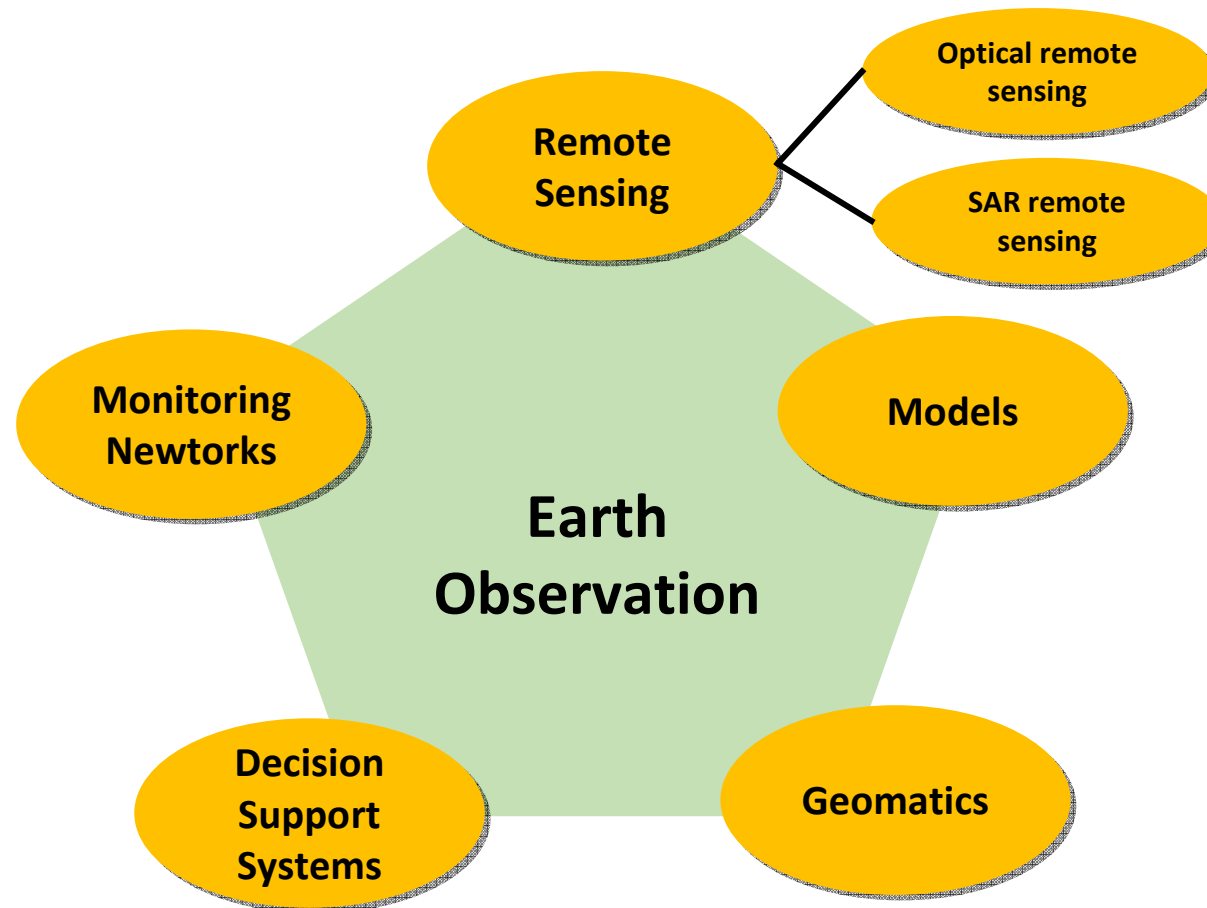 Optical remote
sensing
Remote
Sensing
SAR remote
sensing
Monitoring
Newtorks
Models
Earth
Observation
Decision
Support
Systems
Geomatics